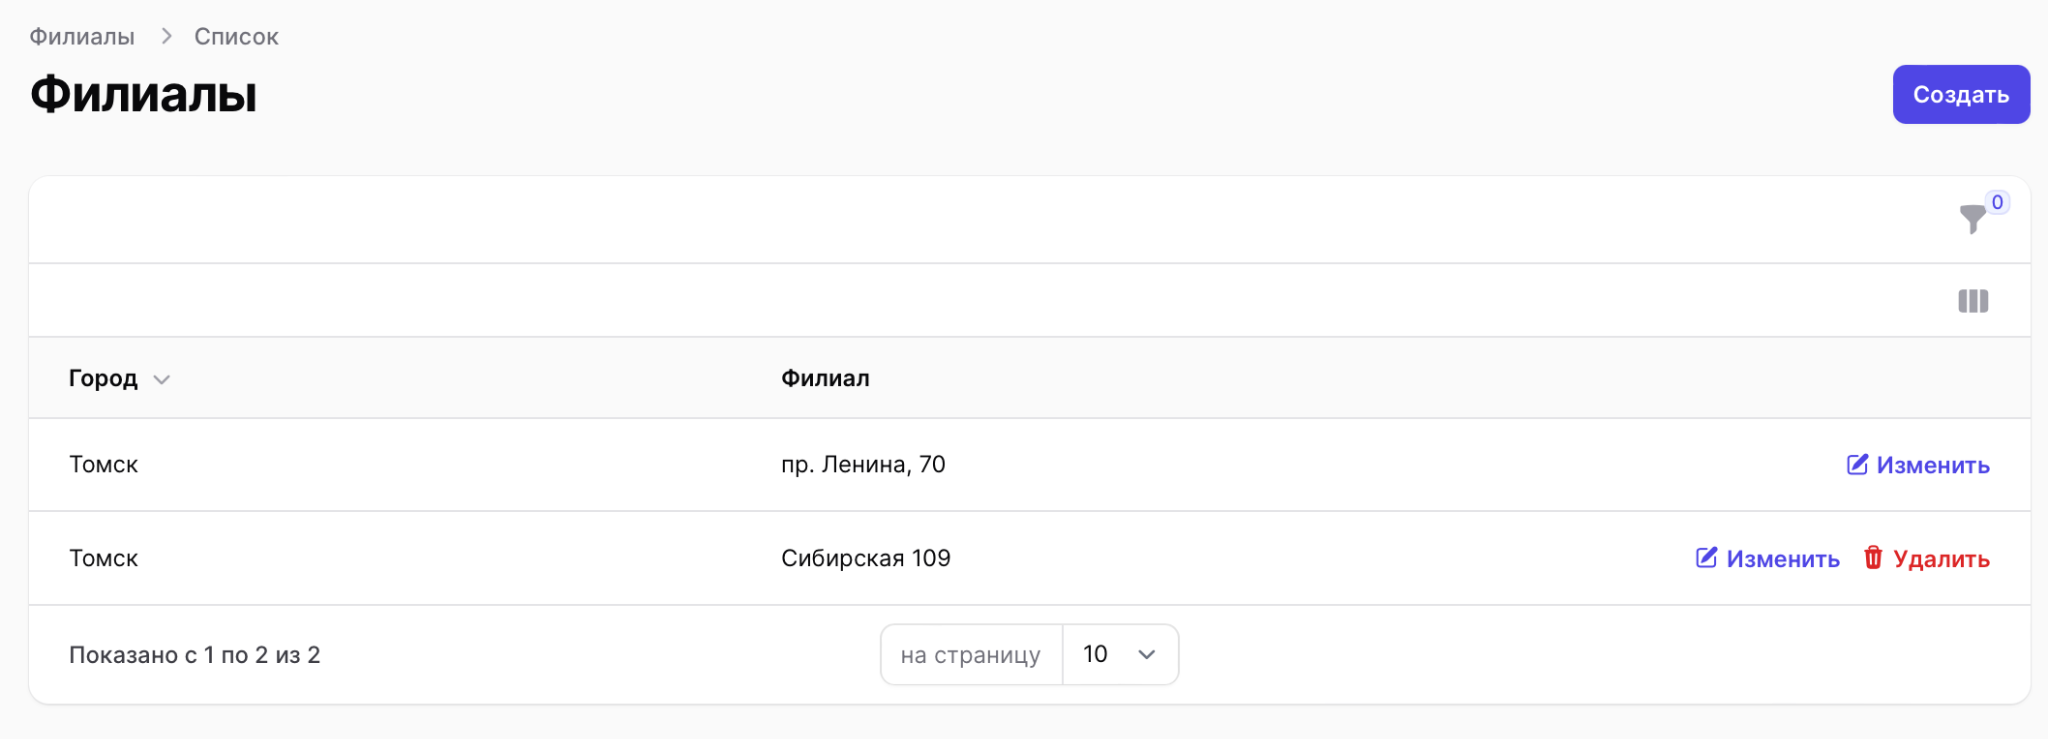 Филиалы > Список
Филиалы
Создать
0
Город Филиал
Томск пр. Ленина, 70 Изменить
Томск Сибирская 109 Изменить Удалить
Показано с 1 по 2 из 2 на страницу 10